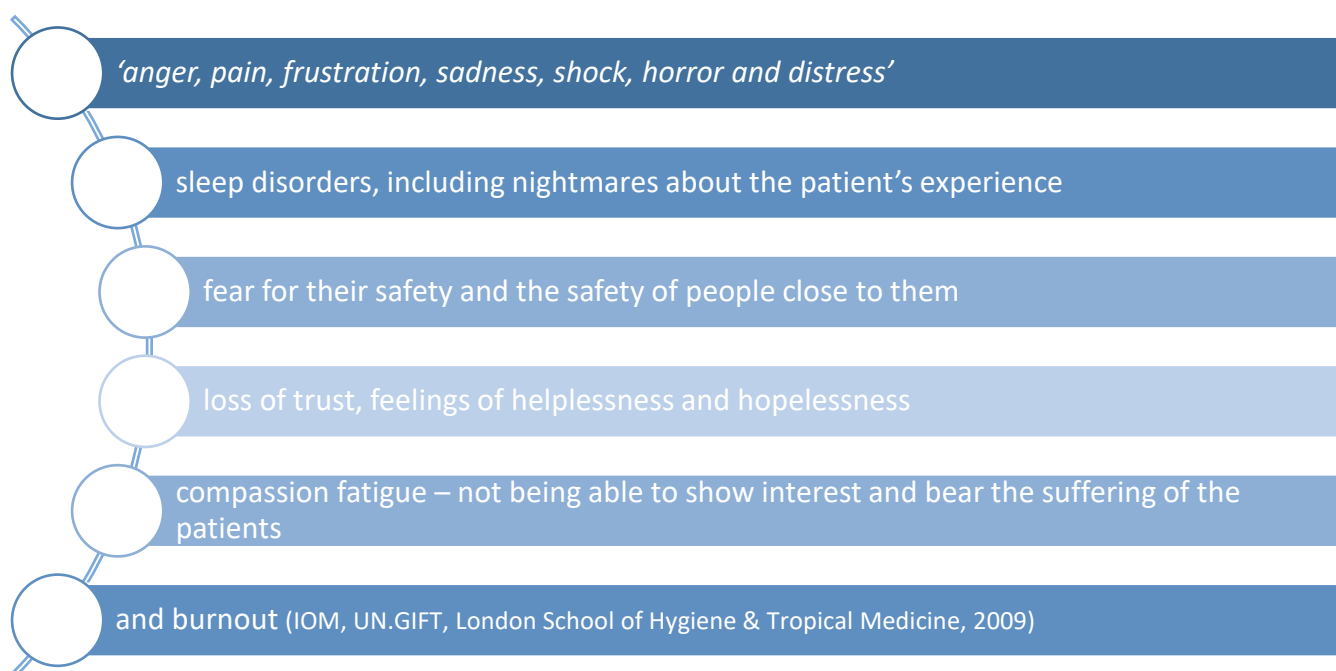 ‘anger, pain, frustration, sadness, shock, horror and distress’
sleep disorders, including nightmares about the patient’s experience
fear for their safety and the safety of people close to them
loss of trust, feelings of helplessness and hopelessness
compassion fatigue – not being able to show interest and bear the suffering of the
patients
and burnout (IOM, UN.GIFT, London School of Hygiene & Tropical Medicine, 2009)